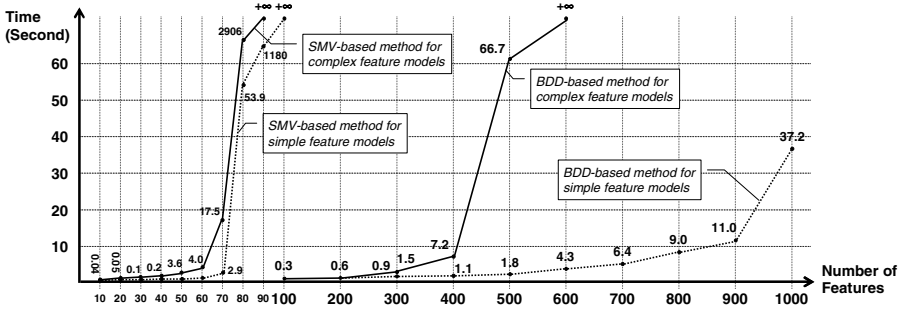 Time
(Second)
60
50
40
30
20
10
+∞
+∞
+∞
2906
1180
53.9
17.5
0.04
0.05
0.1
0.2
3.6
4.0
2.9
SMV-based method for
complex feature models
SMV-based method for
simple feature models
66.7
BDD-based method for
complex feature models
BDD-based method for
simple feature models
37.2
0.3
0.6
0.9
1.5
7.2
1.1
1.8
4.3
6.4
9.0
11.0
10 20 30 40 50 60 70 80 90 100 200 300 400 500 600 700 800 900 1000
Number of
Features